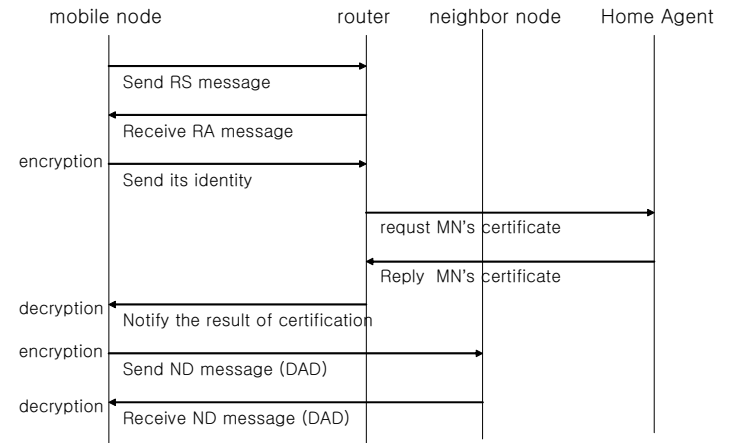 mobile node router neighbor node Home Agent
Send RS message
Receive RA message
encryption
Send its identity
requst MN's certificate
Reply MN's certificate
decryption
Notify the result of certification
encryption
Send ND message (DAD)
decryption
Receive ND message (DAD)